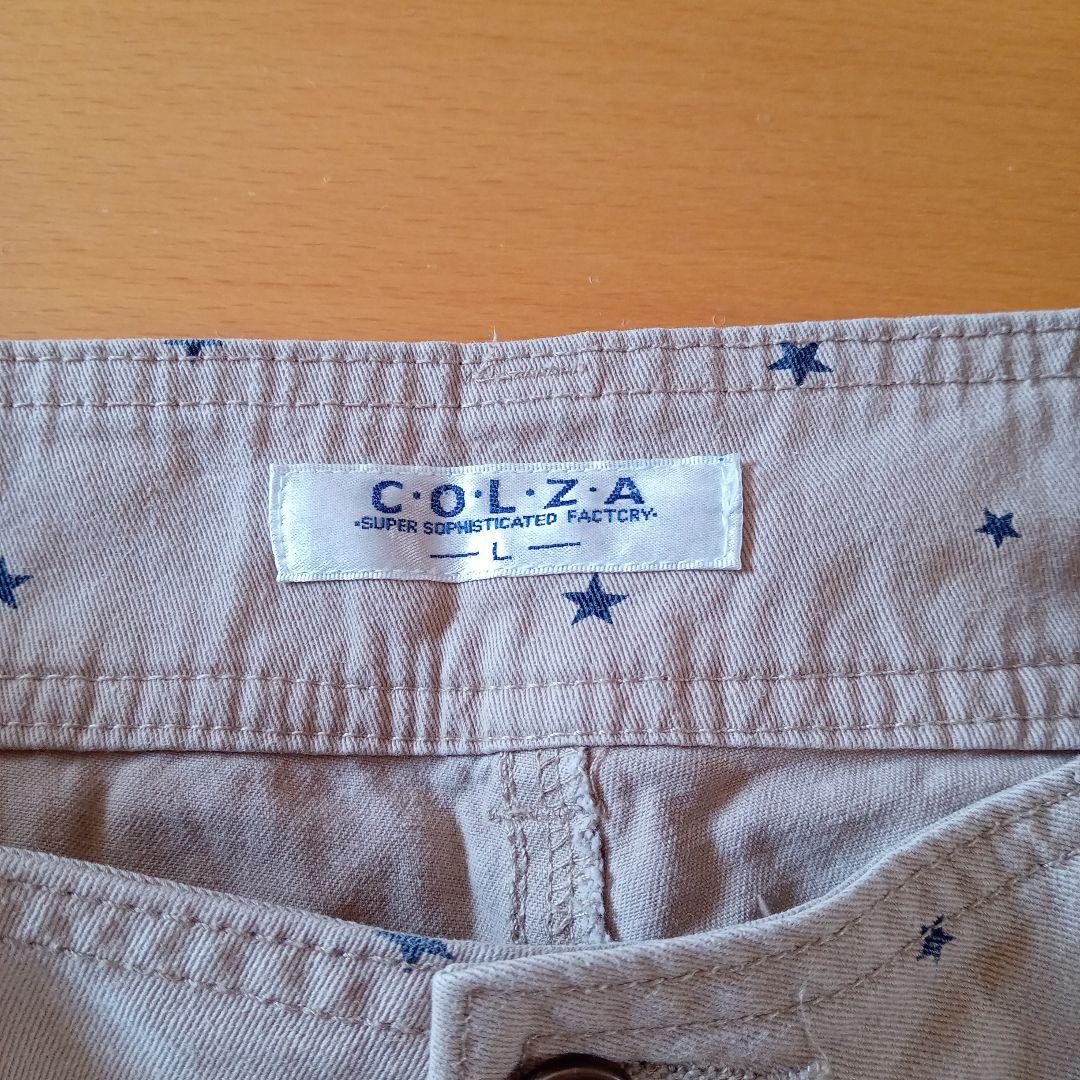 C·O·L·Z·A
·SUPER SOPHISTICATED FACTCRY·
— L —